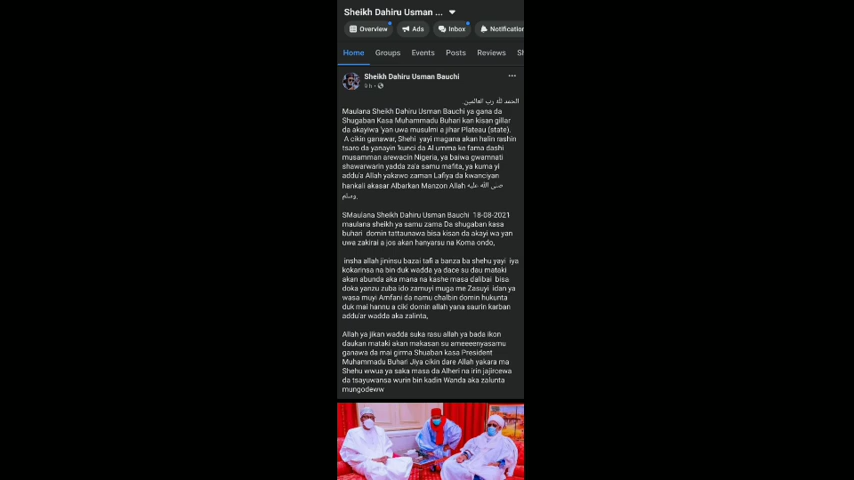 Sheikh Dahiru Usman ...
Overview Ads Inbox Notification
Home Groups Events Posts Reviews Sh
Sheikh Dahiru Usman Bauchi
9 h
الحمد لله رب العالمين
Maulana Sheikh Dahiru Usman Bauchi ya gana da
Shugaban Kasa Muhammadu Buhari kan kisan gillar
da akayiwa 'yan uwa musulmi a jihar Plateau (state).
A cikin ganawar, Shehi yayi magana akan halin rashin
tsaro da yanayin 'kunci da Al umma ke fama dashi
musamman arewacin Nigeria, ya baiwa gwamnati
shawarwarin yadda za'a samu mafita, ya kuma yi
addu'a Allah yakawo zaman Lafiya da kwanciyan
hankali akasar Albarkan Manzon Allah صلى الله عليه
وسلم.
SMaulana Sheikh Dahiru Usman Bauchi 18-08-2021
maulana sheikh ya samu zama Da shugaban kasa
buhari domin tattaunawa bisa kisan da akayi wa yan
uwa zakirai a jos akan hanyarsu na Koma ondo,
insha allah jininsu bazai tafi a banza ba shehu yayi iya
kokarinsa na bin duk wadda ya dace su dau mataki
akan abunda aka mana na kashe masa dalibai bisa
doka yanzu zuba ido zamuyi muga me Zasuyi idan ya
wasa muyi Amfani da namu chalbin domin hukunta
duk mai hannu a ciki domin allah yana saurin karban
addu'ar wadda aka zalinta,
Allah ya jikan wadda suka rasu allah ya bada ikon
ɗaukan mataki akan makasan su ameeeenyasamu
ganawa da mai girma Shuaban kasa President
Muhammadu Buhari Jiya cikin dare Allah yakara ma
Shehu wwua ya saka masa da Alheri na irin jajircewa
da tsayuwansa wurin bin kadin Wanda aka zalunta
mungodeww